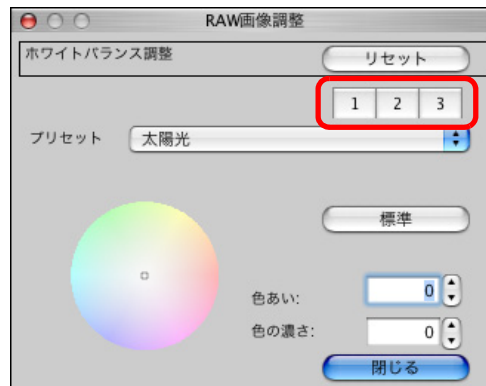 RAW画像調整
ホワイトバランス調整 リセット
1 2 3
プリセット 太陽光
標準
色あい: 0
色の濃さ: 0
閉じる